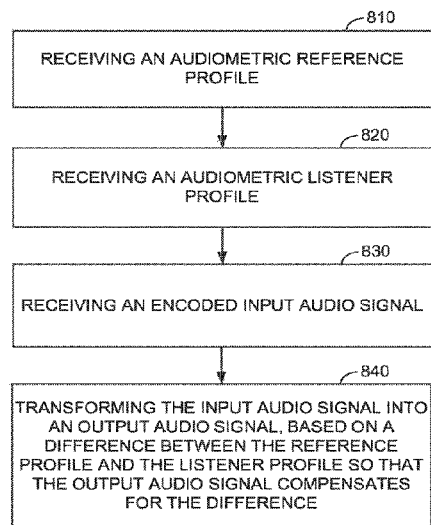 810
RECEIVING AN AUDIOMETRIC REFERENCE
PROFILE
820
RECEIVING AN AUDIOMETRIC LISTENER
PROFILE
830
RECEIVING AN ENCODED INPUT AUDIO SIGNAL
840
TRANSFORMING THE INPUT AUDIO SIGNAL INTO
AN OUTPUT AUDIO SIGNAL, BASED ON A
DIFFERENCE BETWEEN THE REFERENCE
PROFILE AND THE LISTENER PROFILE SO THAT
THE OUTPUT AUDIO SIGNAL COMPENSATES
FOR THE DIFFERENCE